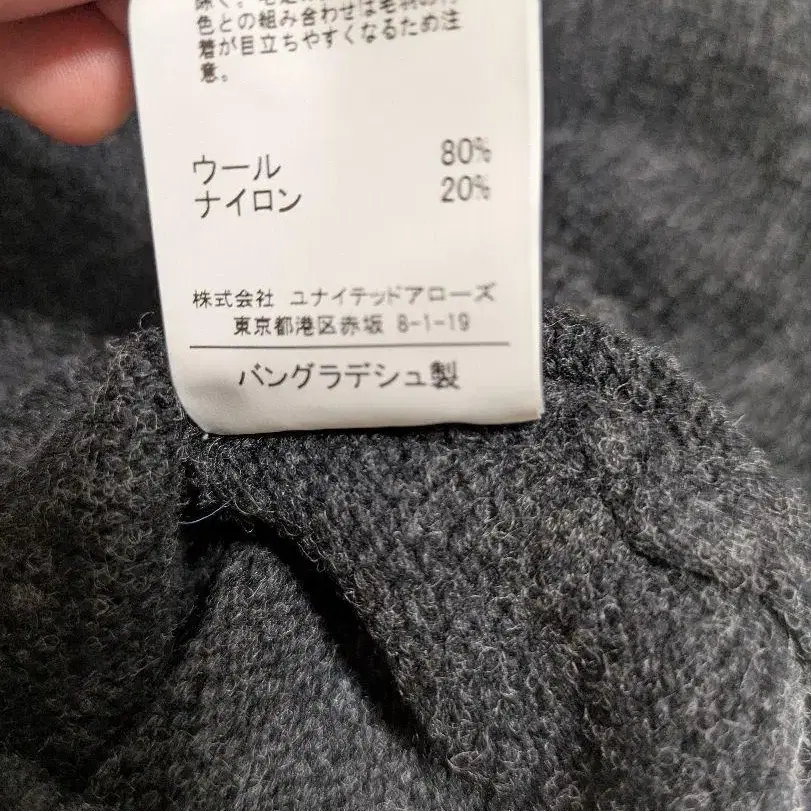 色との組み合わせは毛羽の付
着が目立ちやすくなるため注
意。
ウール 80%
ナイロン 20%
株式会社 ユナイテッドアローズ
東京都港区赤坂 8-1-19
バングラデシュ製